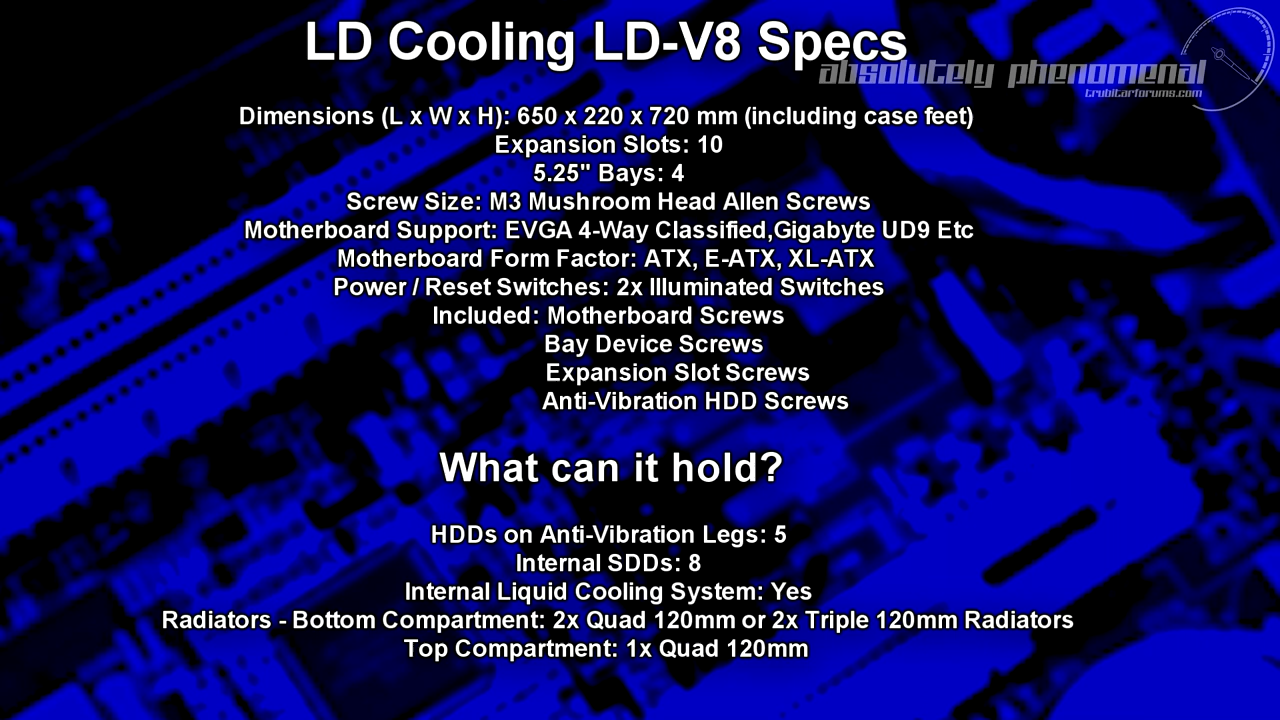 LD Cooling LD-V8 Specs
absolutely phenomenal
trubritarforums.com
Dimensions (L x W x H): 650 x 220 x 720 mm (including case feet)
Expansion Slots: 10
5.25" Bays: 4
Screw Size: M3 Mushroom Head Allen Screws
Motherboard Support: EVGA 4-Way Classified,Gigabyte UD9 Etc
Motherboard Form Factor: ATX, E-ATX, XL-ATX
Power / Reset Switches: 2x Illuminated Switches
Included: Motherboard Screws
Bay Device Screws
Expansion Slot Screws
Anti-Vibration HDD Screws
What can it hold?
HDDs on Anti-Vibration Legs: 5
Internal SDDs: 8
Internal Liquid Cooling System: Yes
Radiators - Bottom Compartment: 2x Quad 120mm or 2x Triple 120mm Radiators
Top Compartment: 1x Quad 120mm